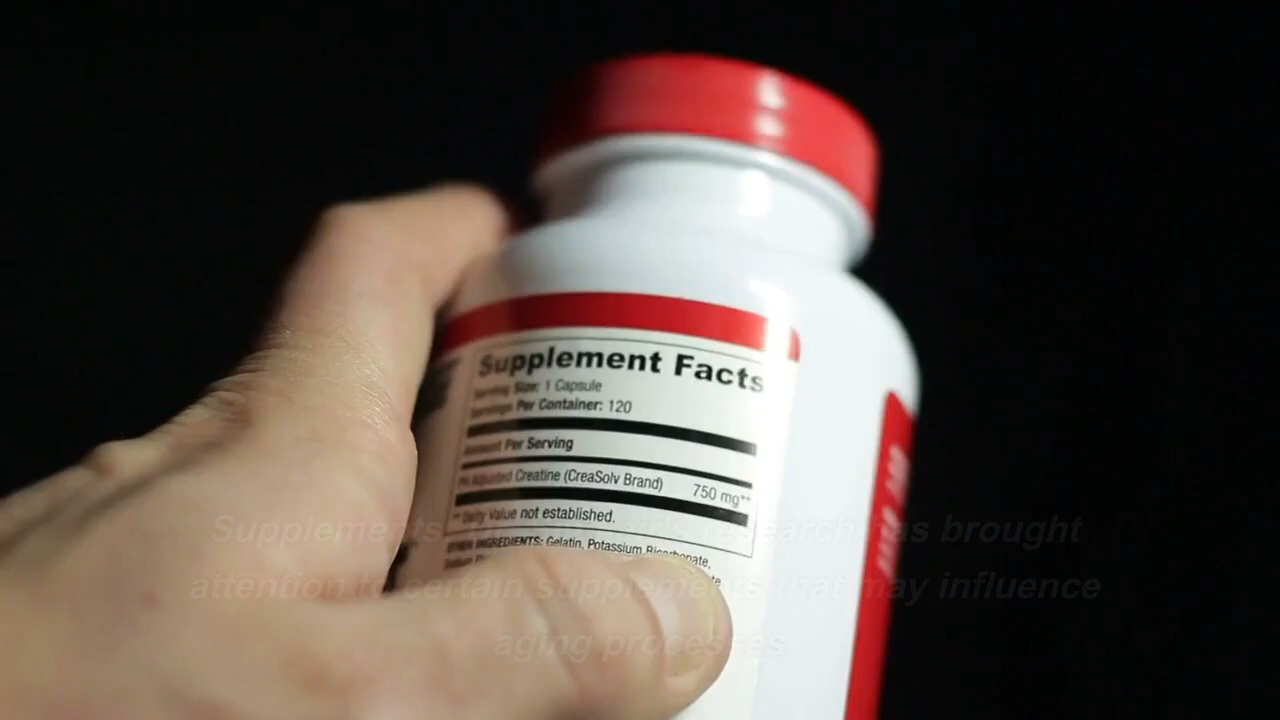 Supplement Facts
Serving Size: 1 Capsule
Servings Per Container: 120
Amount Per Serving
PH Adjusted Creatine (CreaSolv Brand) 750 mg**
**Daily Value not established.
OTHER INGREDIENTS: Gelatin, Potassium Bicarbonate,
Supplements research has brought
attention to certain supplements that may influence
aging processes